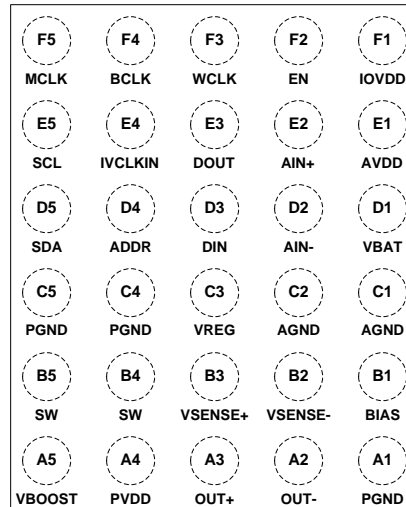 F5 F4 F3 F2 F1
MCLK BCLK WCLK EN IOVDD
E5 E4 E3 E2 E1
SCL IVCLKIN DOUT AIN+ AVDD
D5 D4 D3 D2 D1
SDA ADDR DIN AIN- VBAT
C5 C4 C3 C2 C1
PGND PGND VREG AGND AGND
B5 B4 B3 B2 B1
SW SW VSENSE+ VSENSE- BIAS
A5 A4 A3 A2 A1
VBOOST PVDD OUT+ OUT- PGND